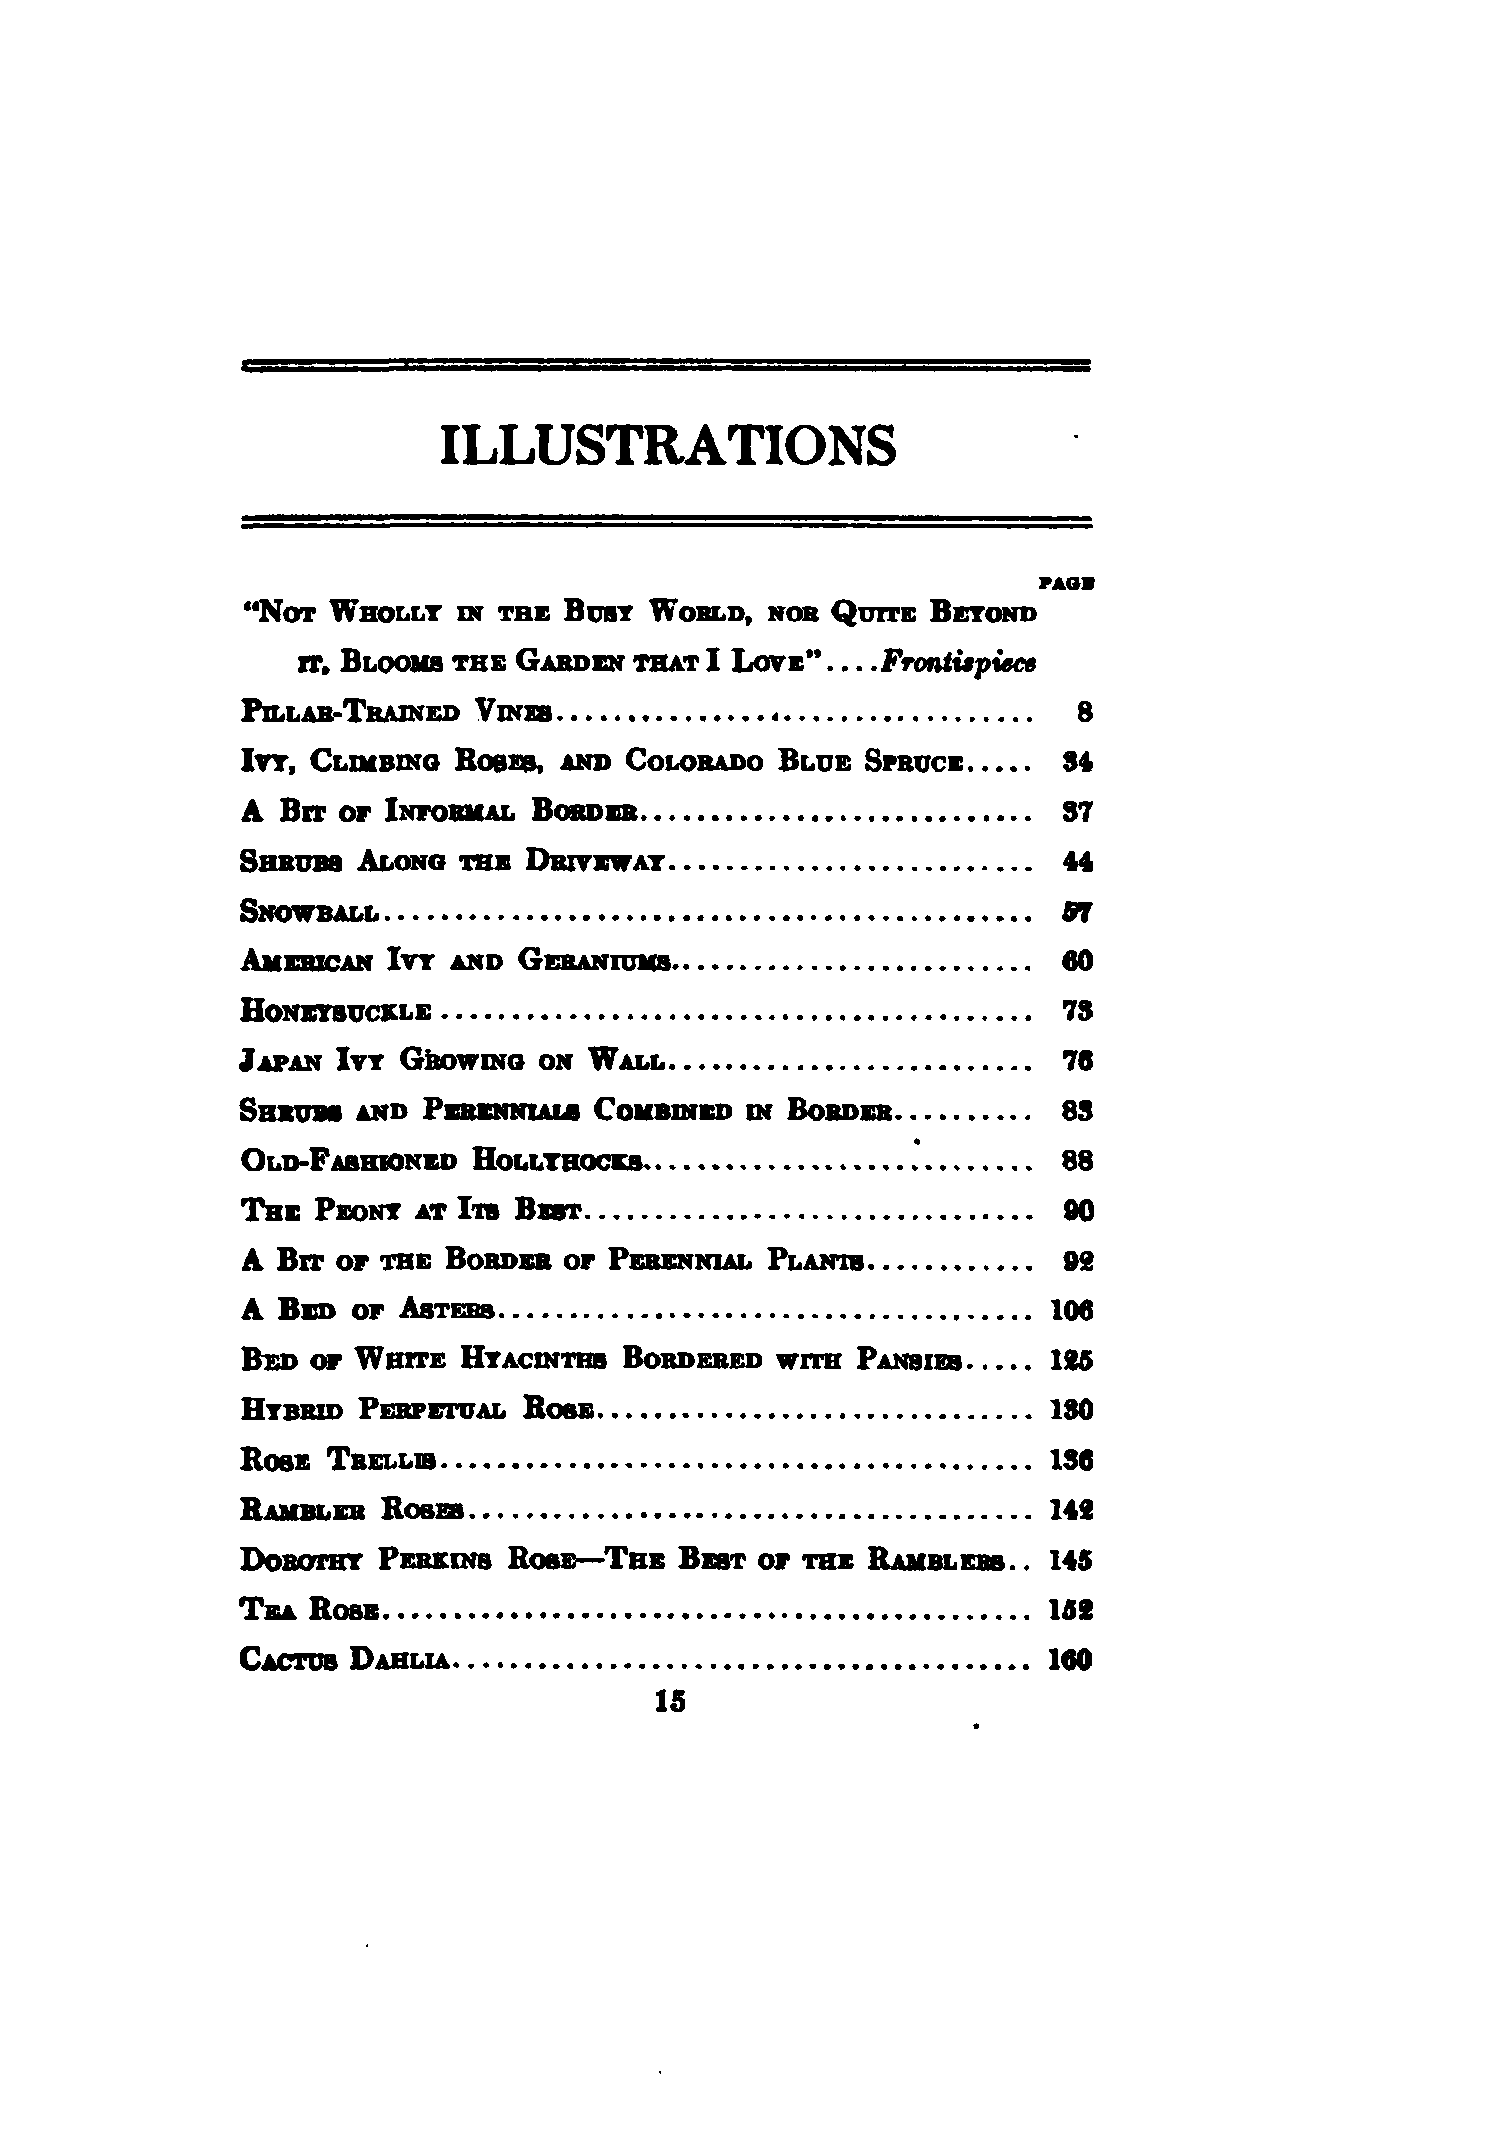 ILLUSTRATIONS
PAGE
"Not Wholly in the Busy World, nor Quite Beyond
it, Blooms the Garden that I Love"....Frontispiece
Pillar-Trained Vines.................................. 8
Ivy, Climbing Roses, and Colorado Blue Spruce..... 34
A Bit of Informal Border............................ 37
Shrubs Along the Driveway.......................... 44
Snowball.............................................. 57
American Ivy and Geraniums.......................... 60
Honeysuckle.......................................... 73
Japan Ivy Growing on Wall.......................... 76
Shrubs and Perennials Combined in Border.......... 83
Old-Fashioned Hollyhocks............................ 88
The Peony at Its Best................................ 90
A Bit of the Border of Perennial Plants............ 92
A Bed of Asters...................................... 106
Bed of White Hyacinths Bordered with Pansies..... 125
Hybrid Perpetual Rose............................... 130
Rose Trellis.......................................... 136
Rambler Roses........................................ 142
Dorothy Perkins Rose—The Best of the Ramblers.. 145
Tea Rose.............................................. 152
Cactus Dahlia......................................... 160
15